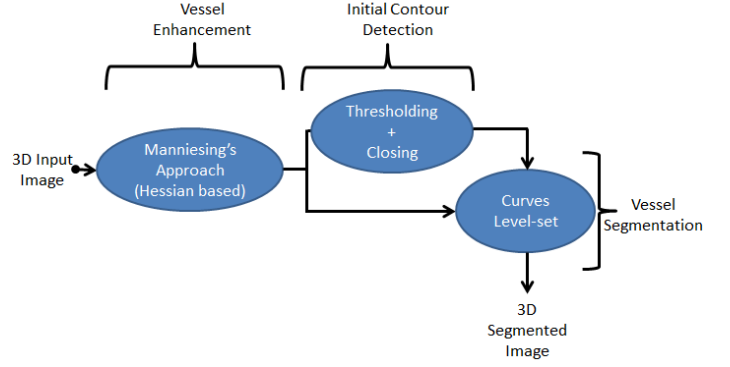 Vessel
Enhancement
Initial Contour
Detection
3D Input
Image
Manniesing's
Approach
(Hessian based)
Thresholding
+
Closing
Curves
Level-set
Vessel
Segmentation
3D
Segmented
Image